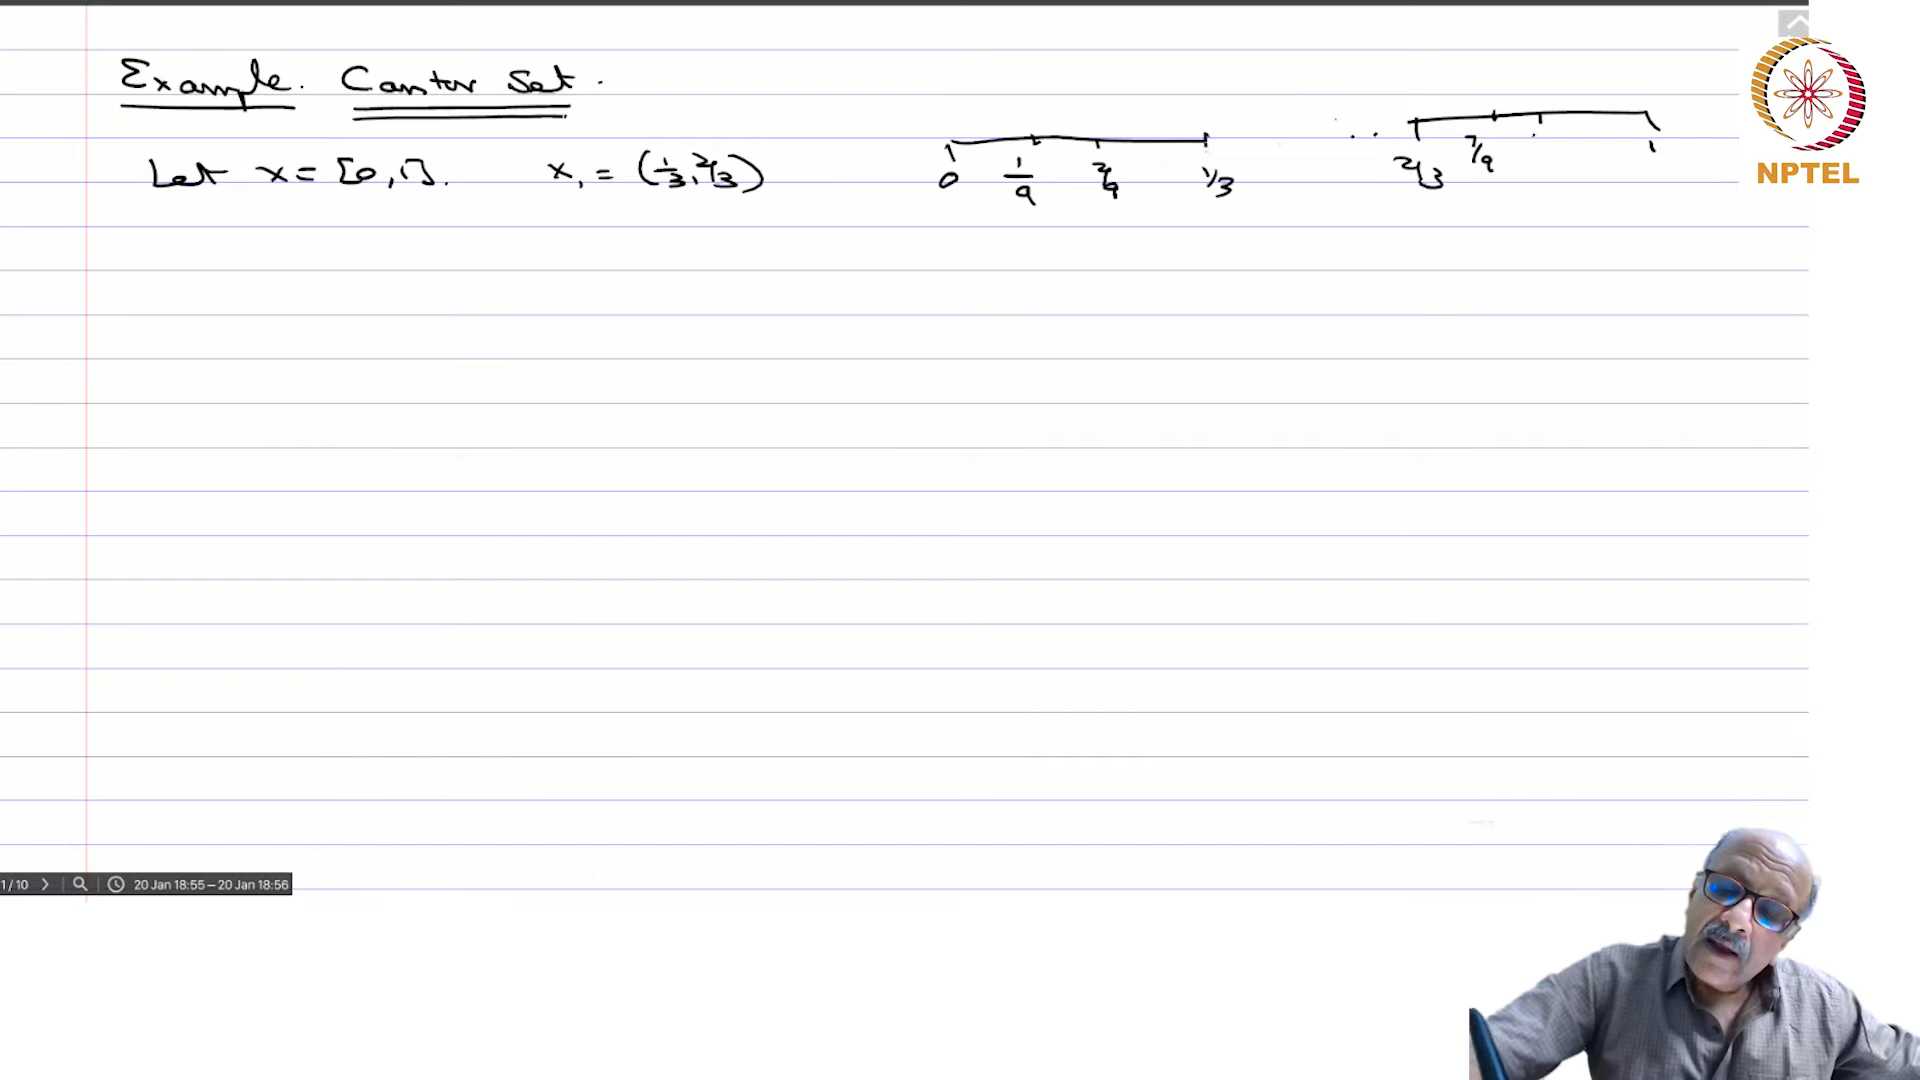 Example. Cantor Set.
Let X = [0,1]. X₁ = (1/3, 2/3)
0 1/9 2/9 1/3 2/3 7/9 1
NPTEL
1/10 20 Jan 18:55 – 20 Jan 18:56